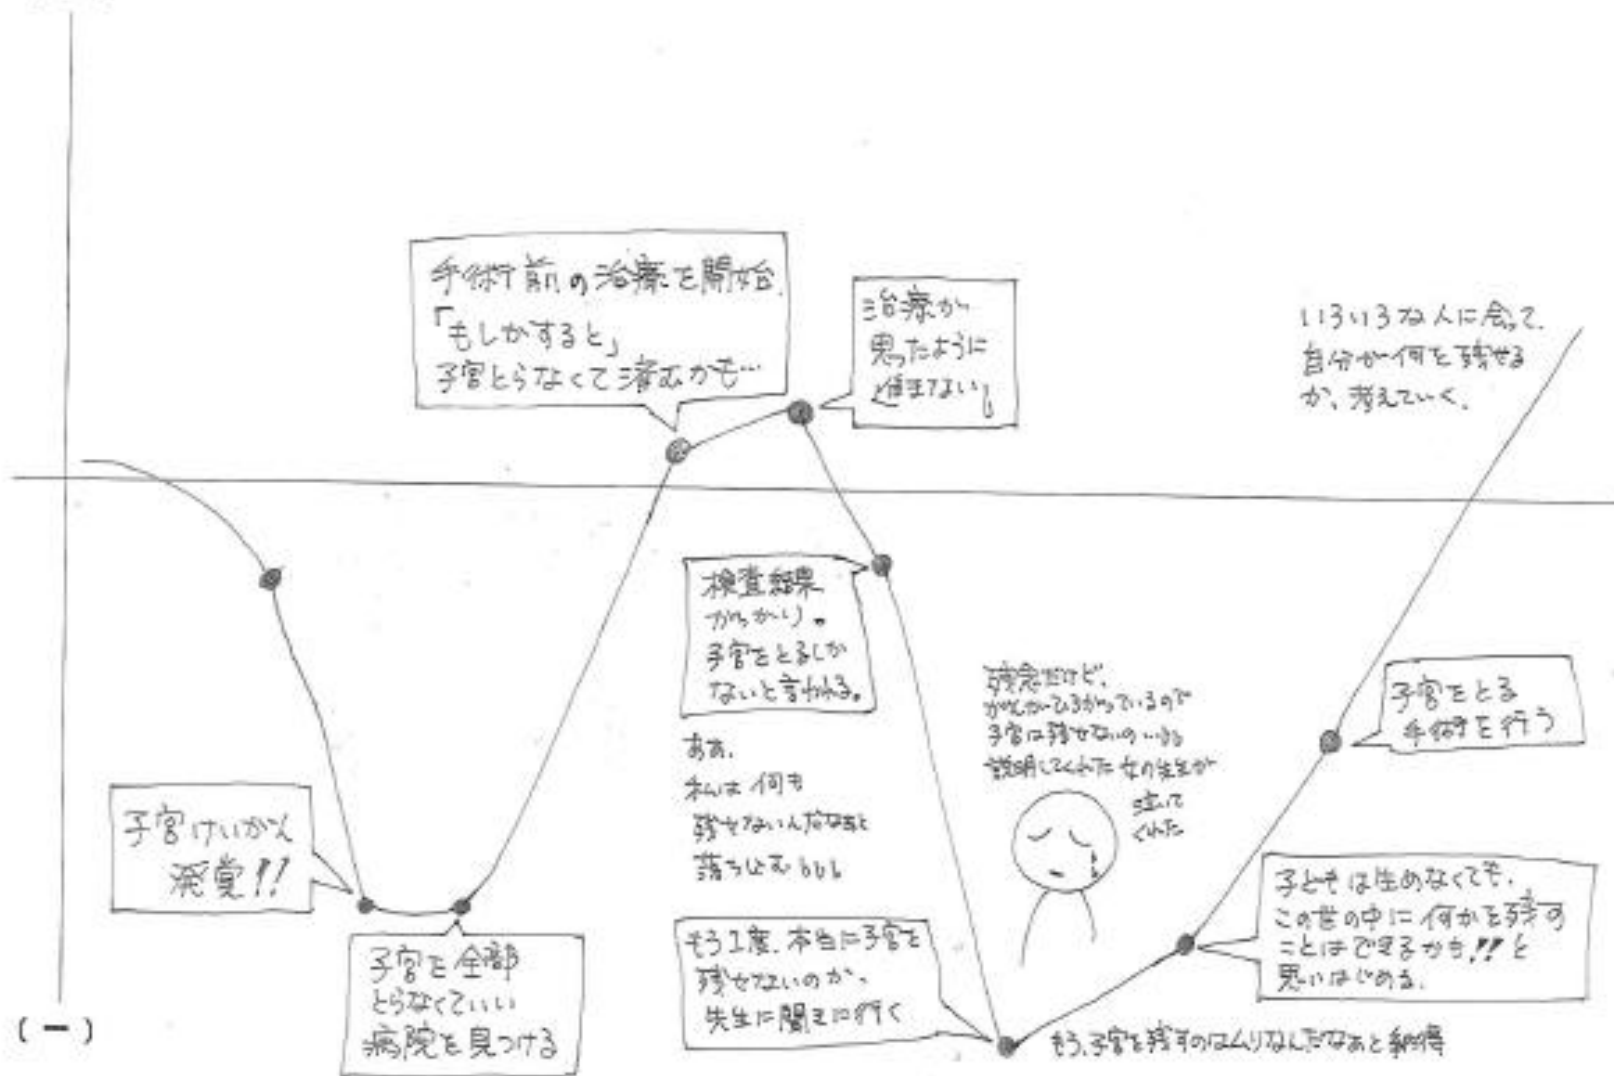 手術前の治療を開始
「もしかすると」
子宮とらなくて済むかも…
治療が
思ったように
進まない
いろいろな人に会って、
自分が何を残せる
か、考えていく。
検査結果
がっかり。
子宮をとるしか
ないと言われる。
ああ、
私は何も
残せないんだなあと
落ち込む
残念だけど、
がんがひろがっているので
子宮は残せないの…
説明してくれた女の先生が
泣いて
くれた
子宮をとる
手術を行う
子宮けいがん
発覚!!
子宮を全部
とらなくていい
病院を見つける
もう1度、本当に子宮を
残せないのか、
先生に聞きに行く
子どもは生めなくても、
この世の中に何かを残す
ことはできるかも!!と
思いはじめる。
もう、子宮を残すのはムリなんだなあと納得
(ー)